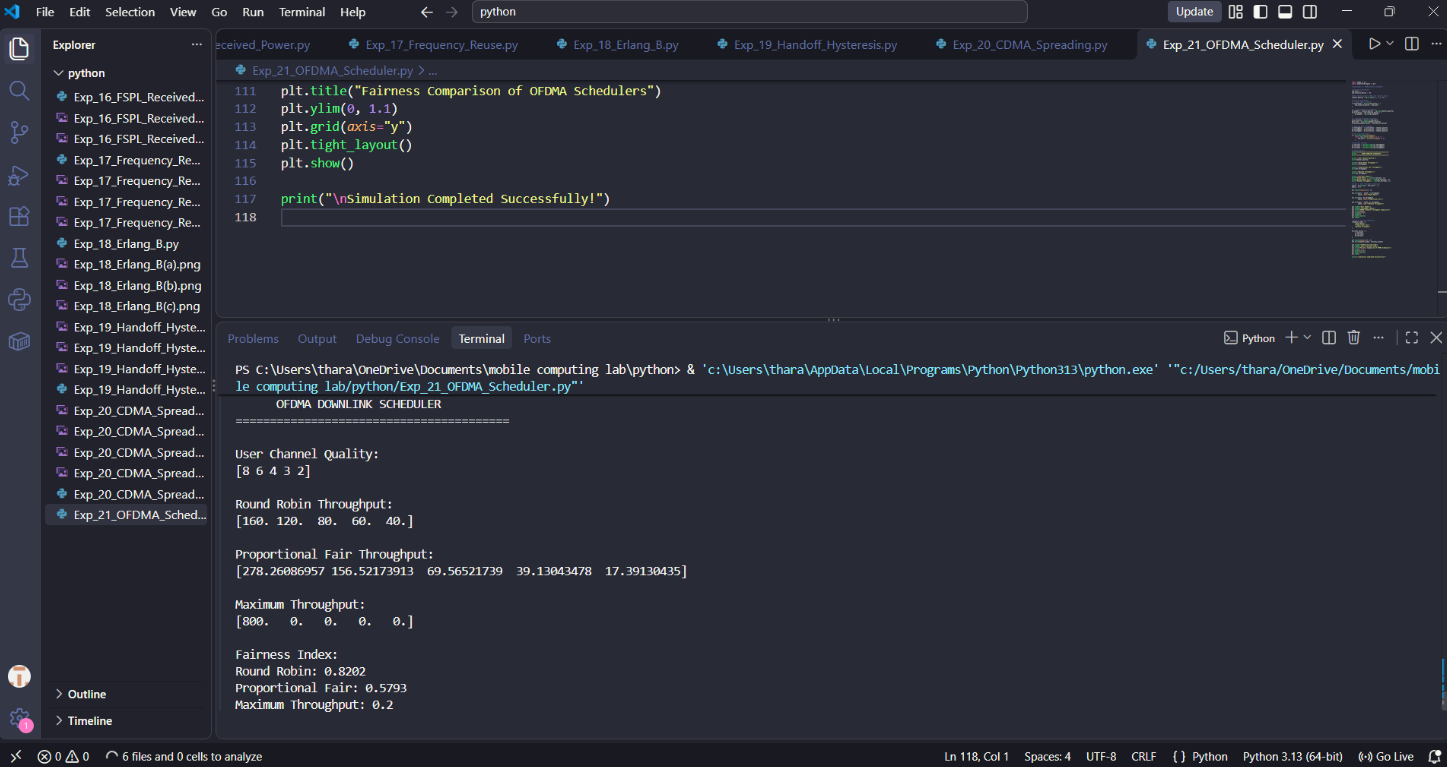 File Edit Selection View Go Run Terminal Help
python
Update
Explorer
eceived_Power.py Exp_17_Frequency_Reuse.py Exp_18_Erlang_B.py Exp_19_Handoff_Hysteresis.py Exp_20_CDMA_Spreading.py Exp_21_OFDMA_Scheduler.py
Exp_21_OFDMA_Scheduler.py > ...
python
Exp_16_FSPL_Received...
Exp_16_FSPL_Received...
Exp_16_FSPL_Received...
Exp_17_Frequency_Re...
Exp_17_Frequency_Re...
Exp_17_Frequency_Re...
Exp_17_Frequency_Re...
Exp_18_Erlang_B.py
Exp_18_Erlang_B(a).png
Exp_18_Erlang_B(b).png
Exp_18_Erlang_B(c).png
Exp_19_Handoff_Hyste...
Exp_19_Handoff_Hyste...
Exp_19_Handoff_Hyste...
Exp_19_Handoff_Hyste...
Exp_20_CDMA_Spread...
Exp_20_CDMA_Spread...
Exp_20_CDMA_Spread...
Exp_20_CDMA_Spread...
Exp_20_CDMA_Spread...
Exp_21_OFDMA_Sched...
Outline
Timeline
1
111 plt.title("Fairness Comparison of OFDMA Schedulers")
112 plt.ylim(0, 1.1)
113 plt.grid(axis="y")
114 plt.tight_layout()
115 plt.show()
116
117 print("\nSimulation Completed Successfully!")
118
Problems Output Debug Console Terminal Ports
Python
PS C:\Users\thara\OneDrive\Documents\mobile computing lab\python> & 'c:\Users\thara\AppData\Local\Programs\Python\Python313\python.exe' '"c:/Users/thara/OneDrive/Documents/mobi
le computing lab/python/Exp_21_OFDMA_Scheduler.py"'
OFDMA DOWNLINK SCHEDULER
========================================
User Channel Quality:
[8 6 4 3 2]
Round Robin Throughput:
[160. 120.  80.  60.  40.]
Proportional Fair Throughput:
[278.26086957 156.52173913  69.56521739  39.13043478  17.39130435]
Maximum Throughput:
[800.   0.   0.   0.   0.]
Fairness Index:
Round Robin: 0.8202
Proportional Fair: 0.5793
Maximum Throughput: 0.2
0 0 6 files and 0 cells to analyze
Ln 118, Col 1 Spaces: 4 UTF-8 CRLF { } Python Python 3.13 (64-bit) Go Live